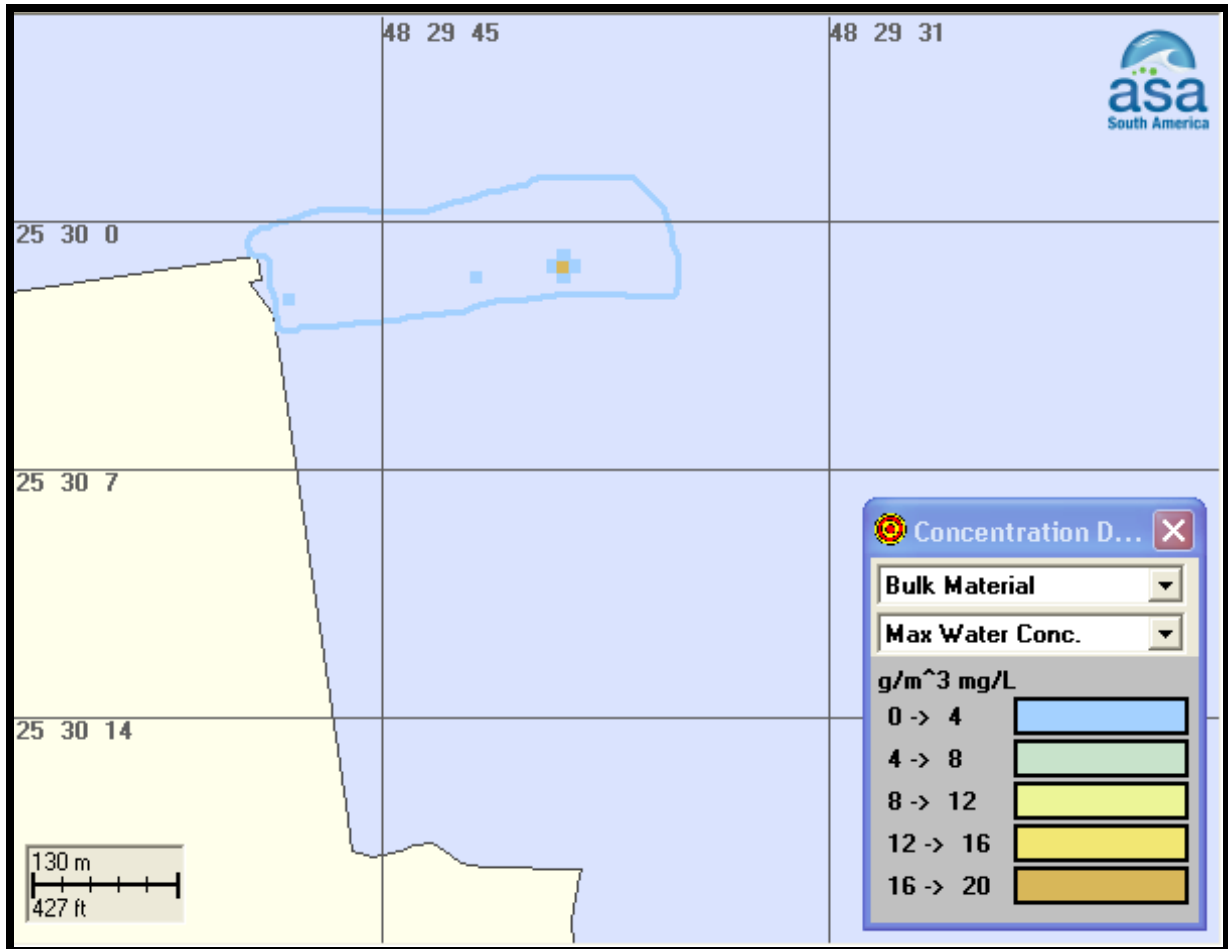 48 29 45
48 29 31
asa
South America
25 30 0
25 30 7
25 30 14
130 m
427 ft
Concentration D...
Bulk Material
Max Water Conc.
g/m^3 mg/L
0 -> 4
4 -> 8
8 -> 12
12 -> 16
16 -> 20